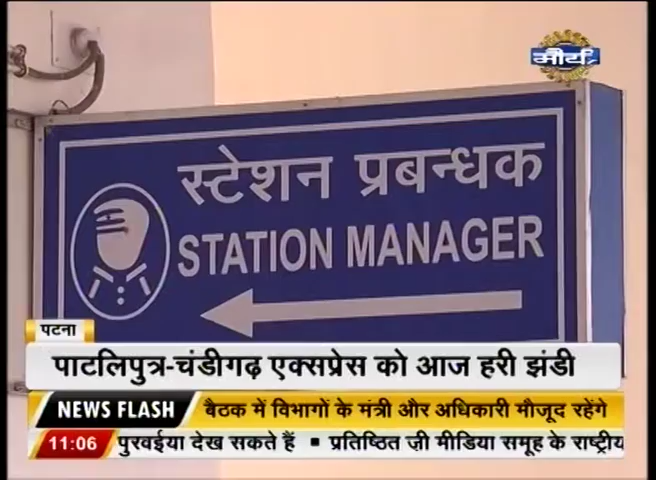 मौर्य
स्टेशन प्रबन्धक
STATION MANAGER
पटना
पाटलिपुत्र-चंडीगढ़ एक्सप्रेस को आज हरी झंडी
NEWS FLASH बैठक में विभागों के मंत्री और अधिकारी मौजूद रहेंगे
11:06 पुरवईया देख सकते हैं ▪ प्रतिष्ठित ज़ी मीडिया समूह के राष्ट्रीय